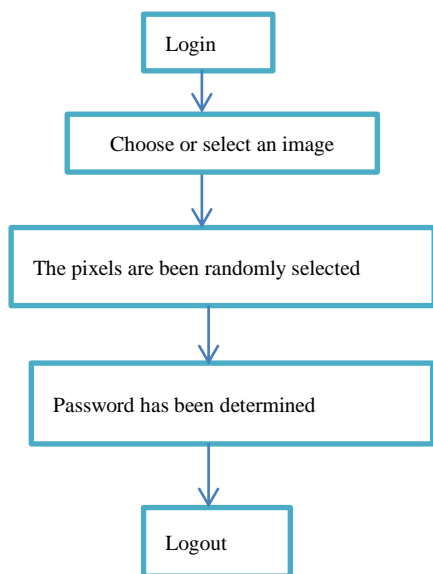 Login
Choose or select an image
The pixels are been randomly selected
Password has been determined
Logout